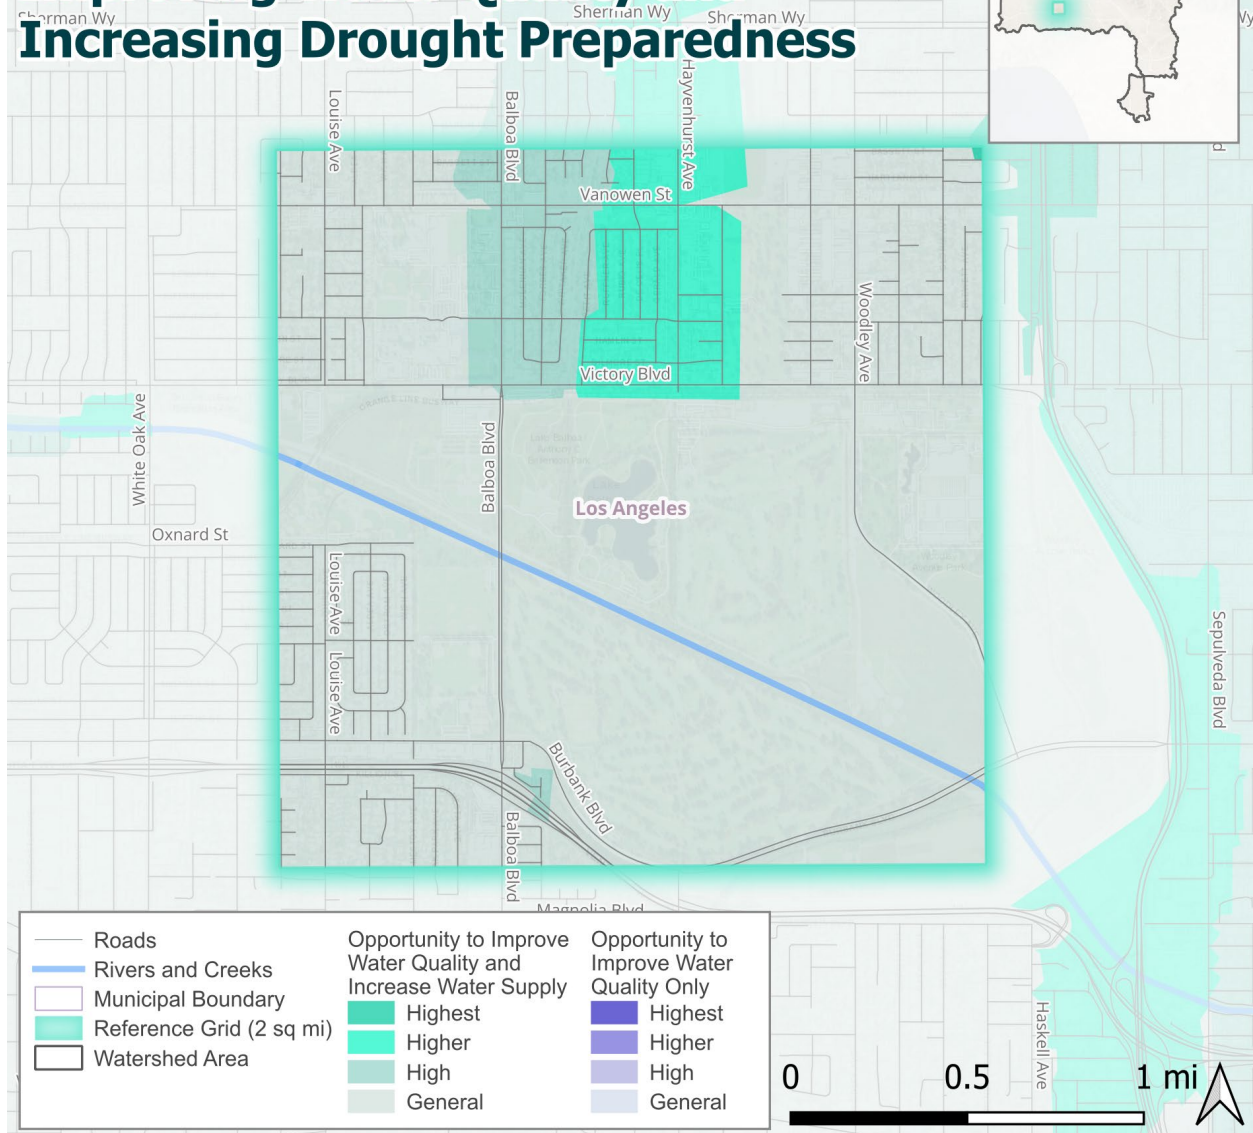 Increasing Drought Preparedness
Sherman Wy
Sherman Wy
Sherman Wy
Louise Ave
Balboa Blvd
Hayvenhurst Ave
Vanowen St
Woodley Ave
Victory Blvd
ORANGE LINE BUSWAY
White Oak Ave
Balboa Blvd
Los Angeles
Oxnard St
Louise Ave
Louise Ave
Sepulveda Blvd
Burbank Blvd
Balboa Blvd
Magnolia Blvd
Haskell Ave
Roads
Rivers and Creeks
Municipal Boundary
Reference Grid (2 sq mi)
Watershed Area
Opportunity to Improve
Water Quality and
Increase Water Supply
Highest
Higher
High
General
Opportunity to
Improve Water
Quality Only
Highest
Higher
High
General
0 0.5 1 mi